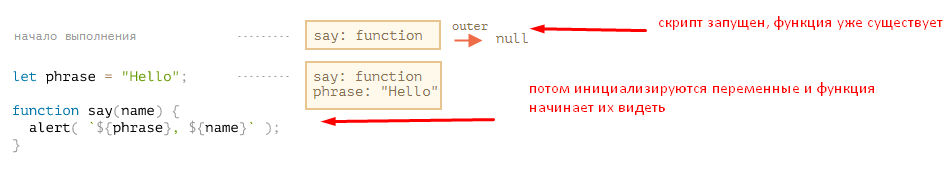 outer
скрипт запущен, функция уже существует
начало выполнения --------- say: function null
let phrase = "Hello"; --------- say: function
phrase: "Hello"
потом инициализируются переменные и функция
начинает их видеть
function say(name) {
alert( `${phrase}, ${name}` );
}